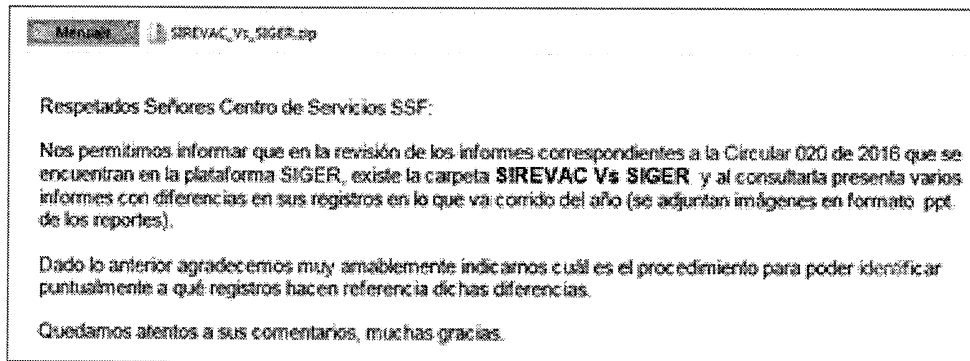 Mensaje SIREVAC_Vs_SIGER.zip
Respetados Señores Centro de Servicios SSF:
Nos permitimos informar que en la revisión de los informes correspondientes a la Circular 020 de 2016 que se
encuentran en la plataforma SIGER, existe la carpeta SIREVAC Vs SIGER y al consultarla presenta varios
informes con diferencias en sus registros en lo que va corrido del año (se adjuntan imágenes en formato ppt.
de los reportes).
Dado lo anterior agradecemos muy amablemente indicarnos cuál es el procedimiento para poder identificar
puntualmente a qué registros hacen referencia dichas diferencias.
Quedamos atentos a sus comentarios, muchas gracias.